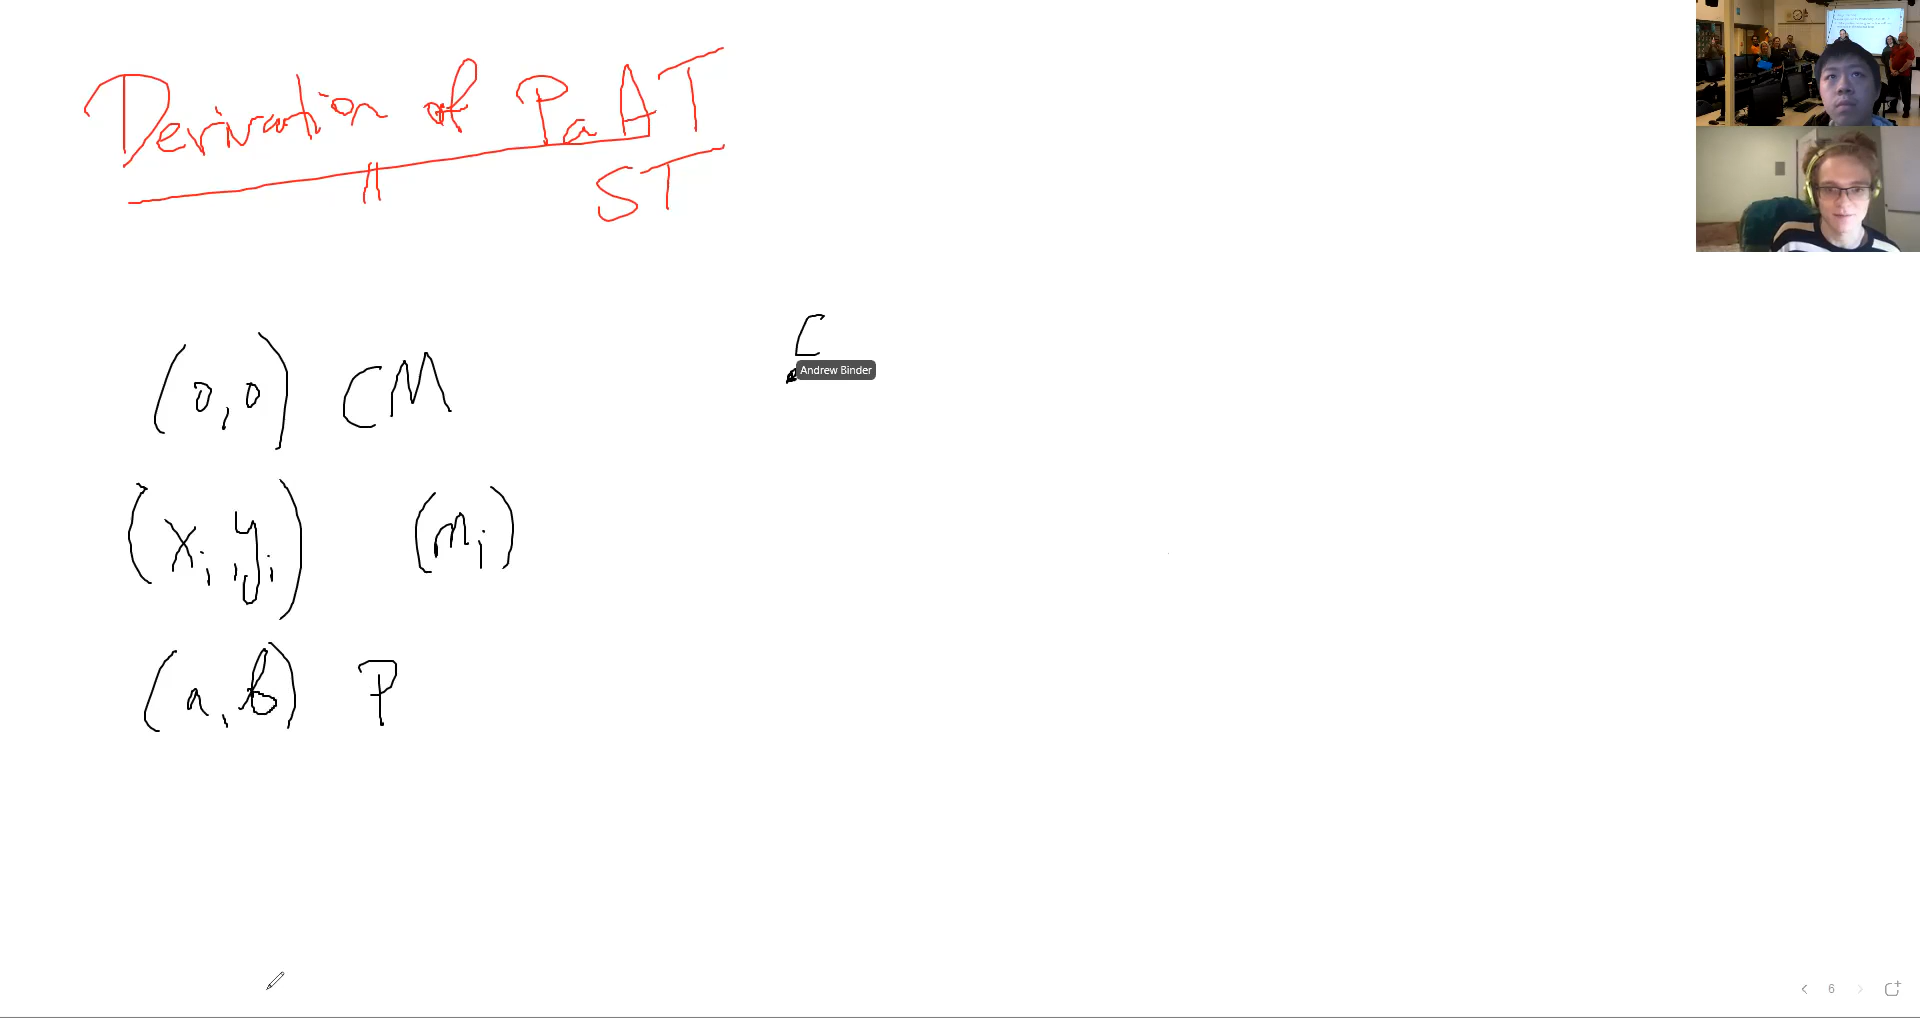 Derivation of PaAT
ST
(0,0) CM
[
Andrew Binder
(xi, yi) (mi)
(a, b) P
6